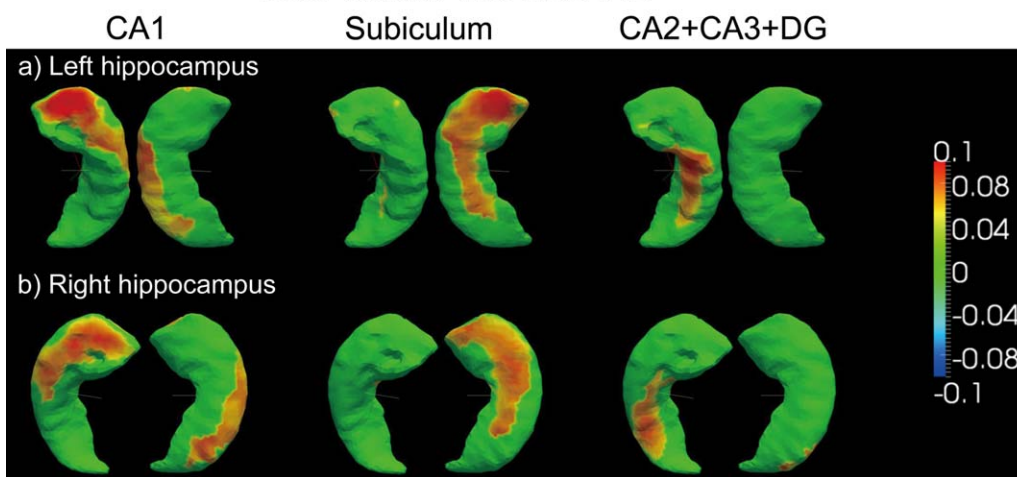 CA1 Subiculum CA2+CA3+DG
a) Left hippocampus
0.1
0.08
0.04
0
-0.04
-0.08
-0.1
b) Right hippocampus